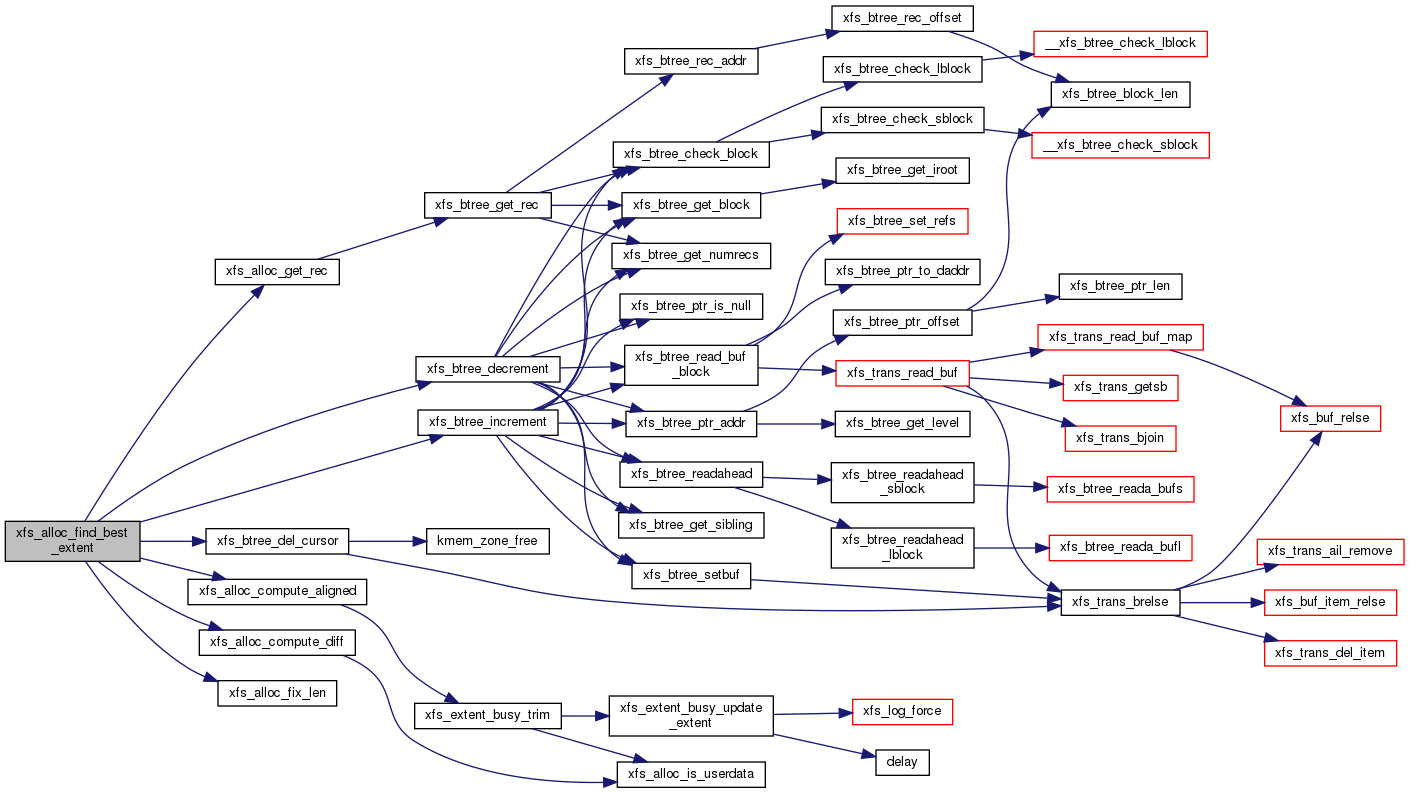 xfs_btree_rec_offset
__xfs_btree_check_lblock
xfs_btree_rec_addr
xfs_btree_check_lblock
xfs_btree_block_len
xfs_btree_check_sblock
__xfs_btree_check_sblock
xfs_btree_check_block
xfs_btree_get_iroot
xfs_btree_get_rec
xfs_btree_get_block
xfs_btree_set_refs
xfs_btree_get_numrecs
xfs_alloc_get_rec
xfs_btree_ptr_to_daddr
xfs_btree_ptr_len
xfs_btree_ptr_is_null
xfs_btree_ptr_offset
xfs_trans_read_buf_map
xfs_btree_decrement
xfs_btree_read_buf
_block
xfs_trans_read_buf
xfs_trans_getsb
xfs_btree_increment
xfs_btree_ptr_addr
xfs_btree_get_level
xfs_buf_relse
xfs_trans_bjoin
xfs_btree_readahead
xfs_btree_readahead
_sblock
xfs_btree_reada_bufs
xfs_btree_get_sibling
xfs_alloc_find_best
_extent
xfs_btree_del_cursor
kmem_zone_free
xfs_btree_readahead
_lblock
xfs_btree_reada_bufl
xfs_trans_ail_remove
xfs_btree_setbuf
xfs_alloc_compute_aligned
xfs_trans_brelse
xfs_buf_item_relse
xfs_alloc_compute_diff
xfs_trans_del_item
xfs_alloc_fix_len
xfs_extent_busy_trim
xfs_extent_busy_update
_extent
xfs_log_force
delay
xfs_alloc_is_userdata